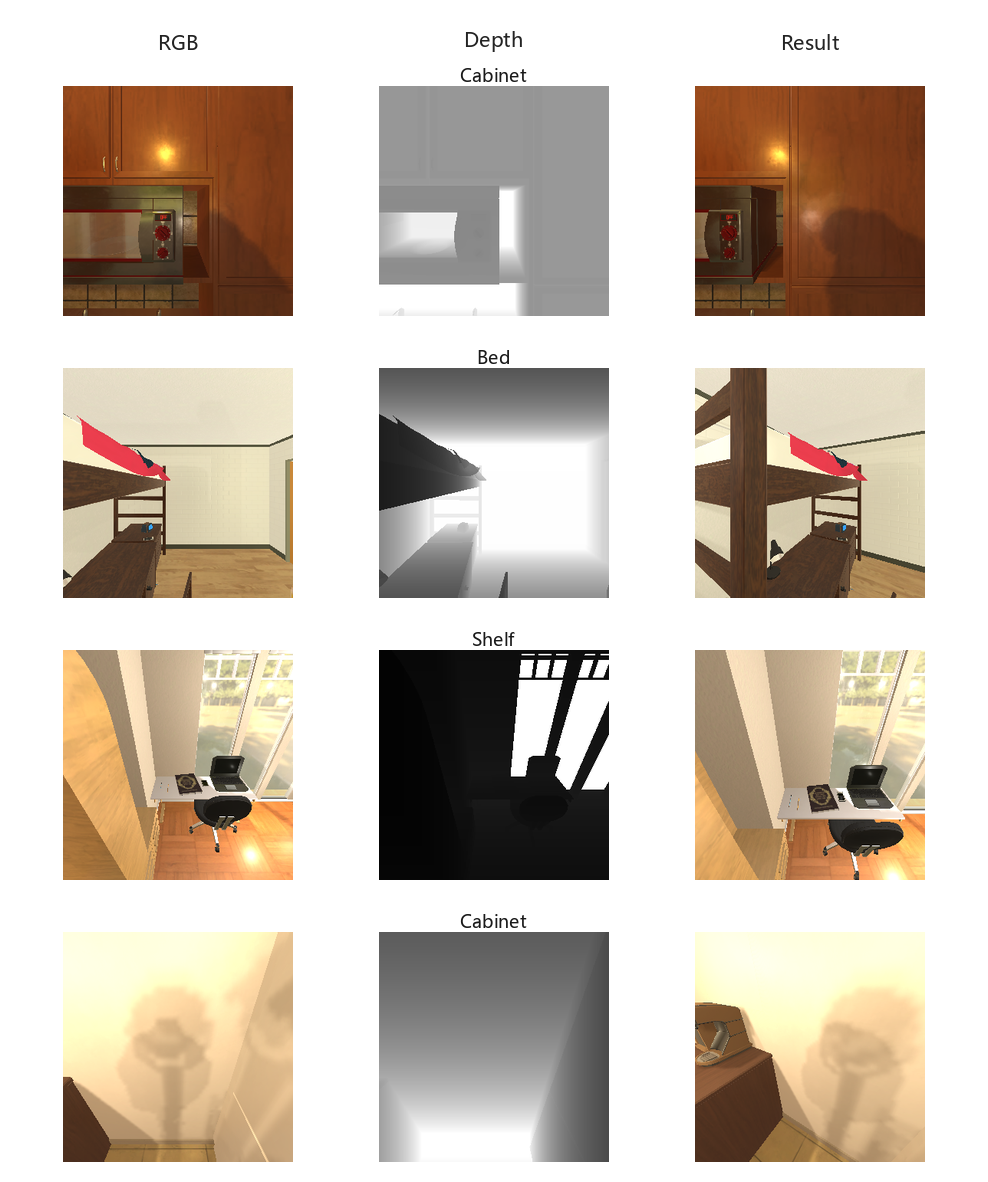 RGB
Depth
Result
Cabinet
Bed
Shelf
Cabinet